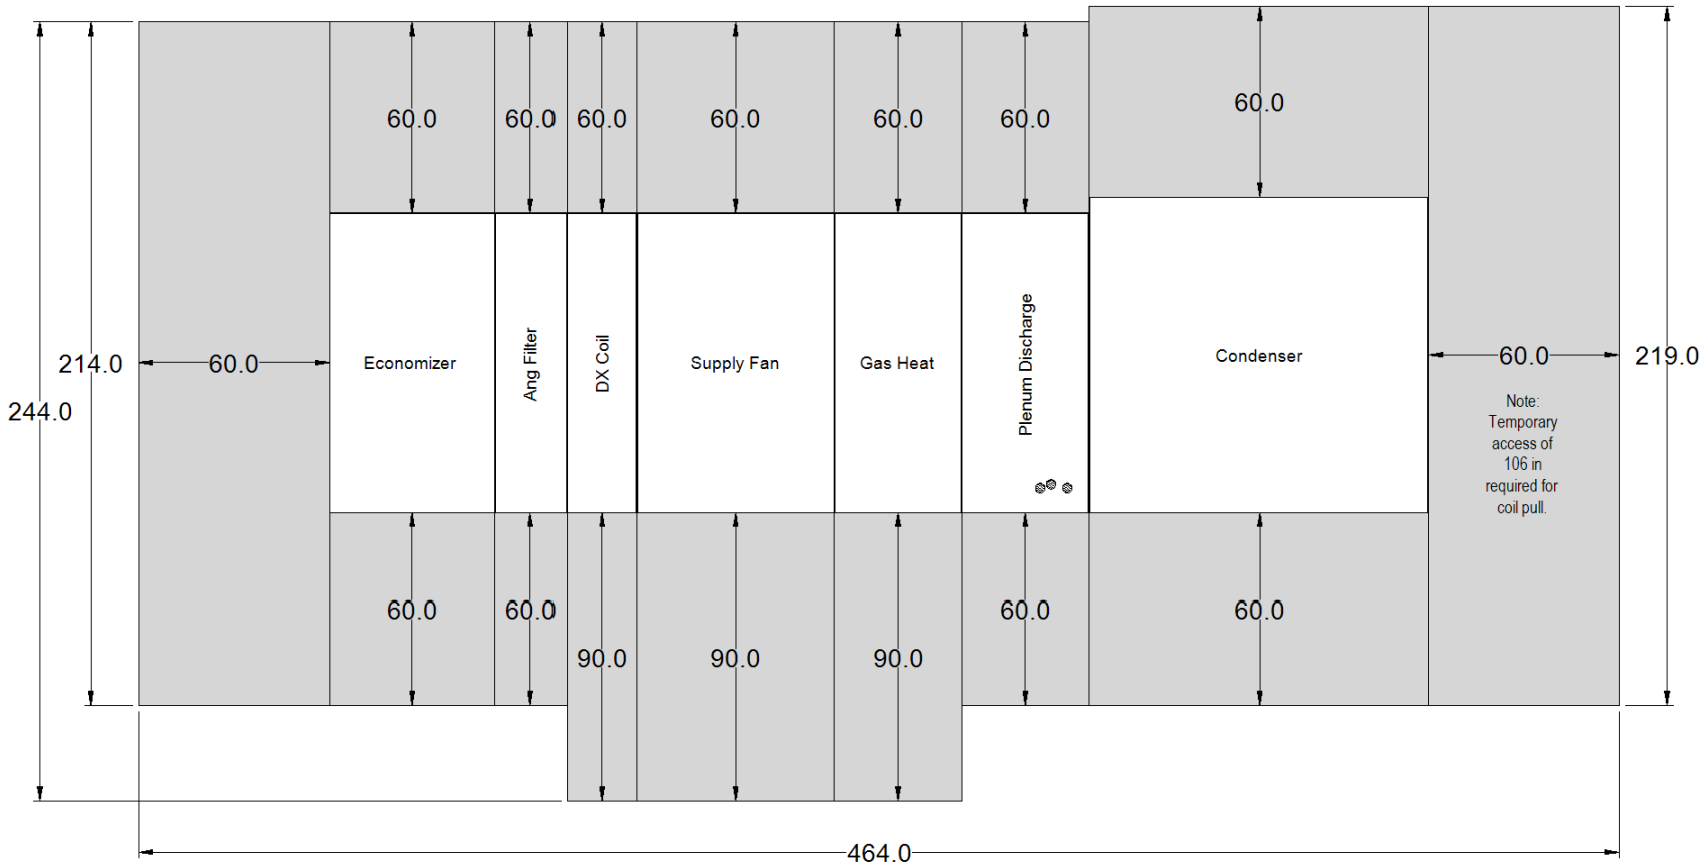 60.0
60.0
60.0
60.0
60.0
60.0
60.0
214.0
244.0
60.0
Economizer
Ang Filter
DX Coil
Supply Fan
Gas Heat
Plenum Discharge
Condenser
60.0
219.0
Note:
Temporary
access of
106 in
required for
coil pull.
60.0
60.0
90.0
90.0
90.0
60.0
60.0
464.0